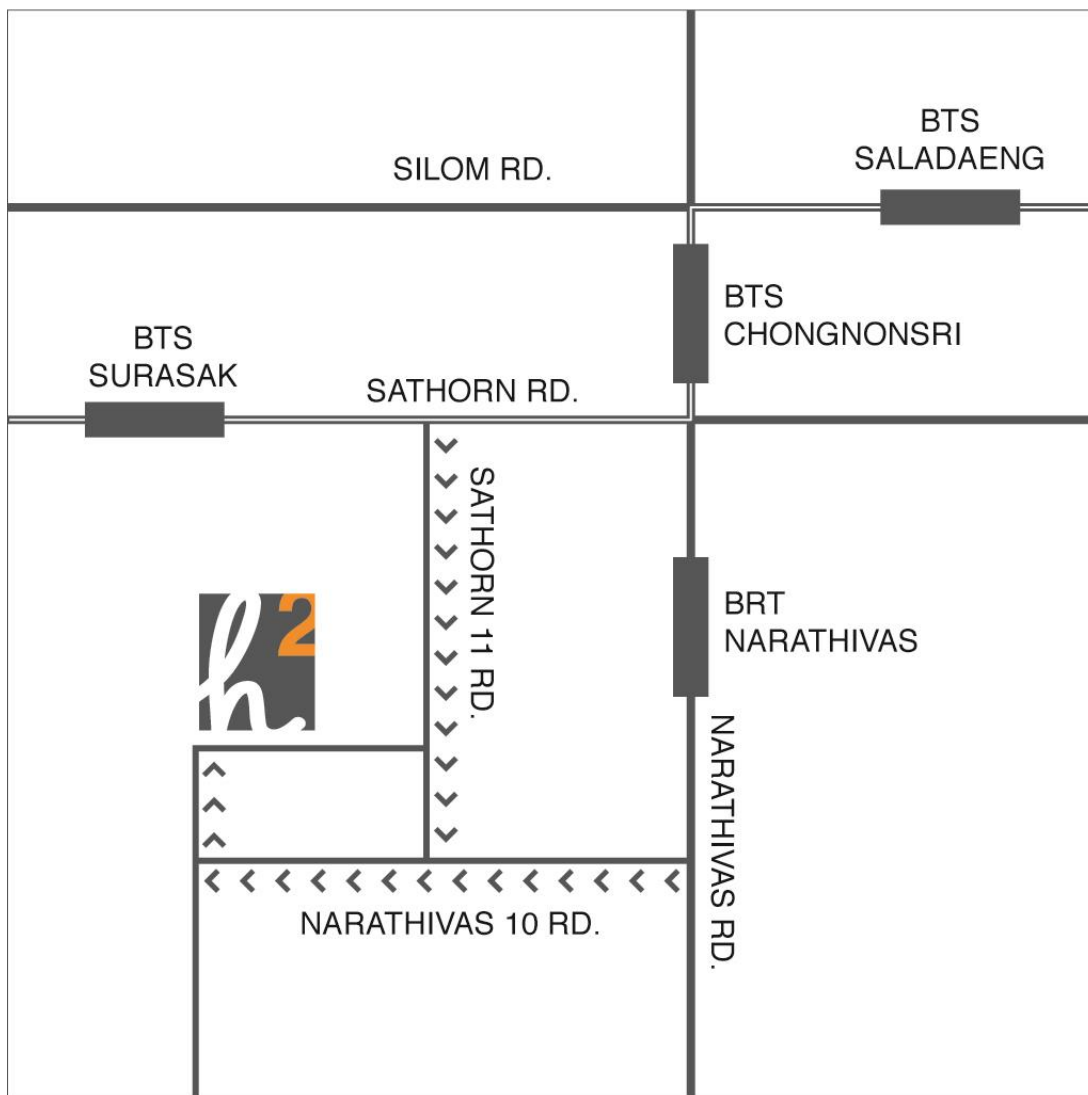 BTS
SALADAENG
SILOM RD.
BTS
CHONGNONSRI
BTS
SURASAK
SATHORN RD.
SATHORN 11 RD.
h2
BRT
NARATHIVAS
NARATHIVAS RD.
NARATHIVAS 10 RD.